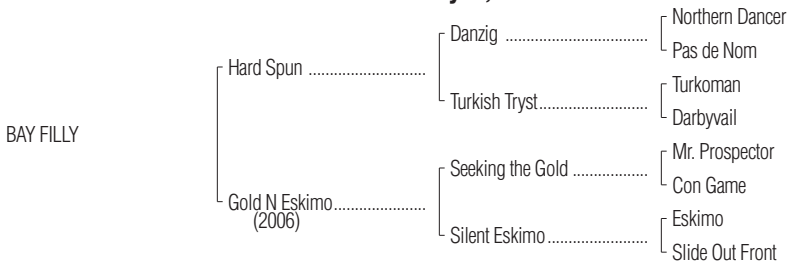 Northern Dancer
Danzig ................................
Pas de Nom
Hard Spun ..........................
Turkoman
Turkish Tryst........................
Darbyvail
BAY FILLY
Mr. Prospector
Seeking the Gold .................
Con Game
Gold N Eskimo.....................
(2006)
Eskimo
Silent Eskimo ......................
Slide Out Front